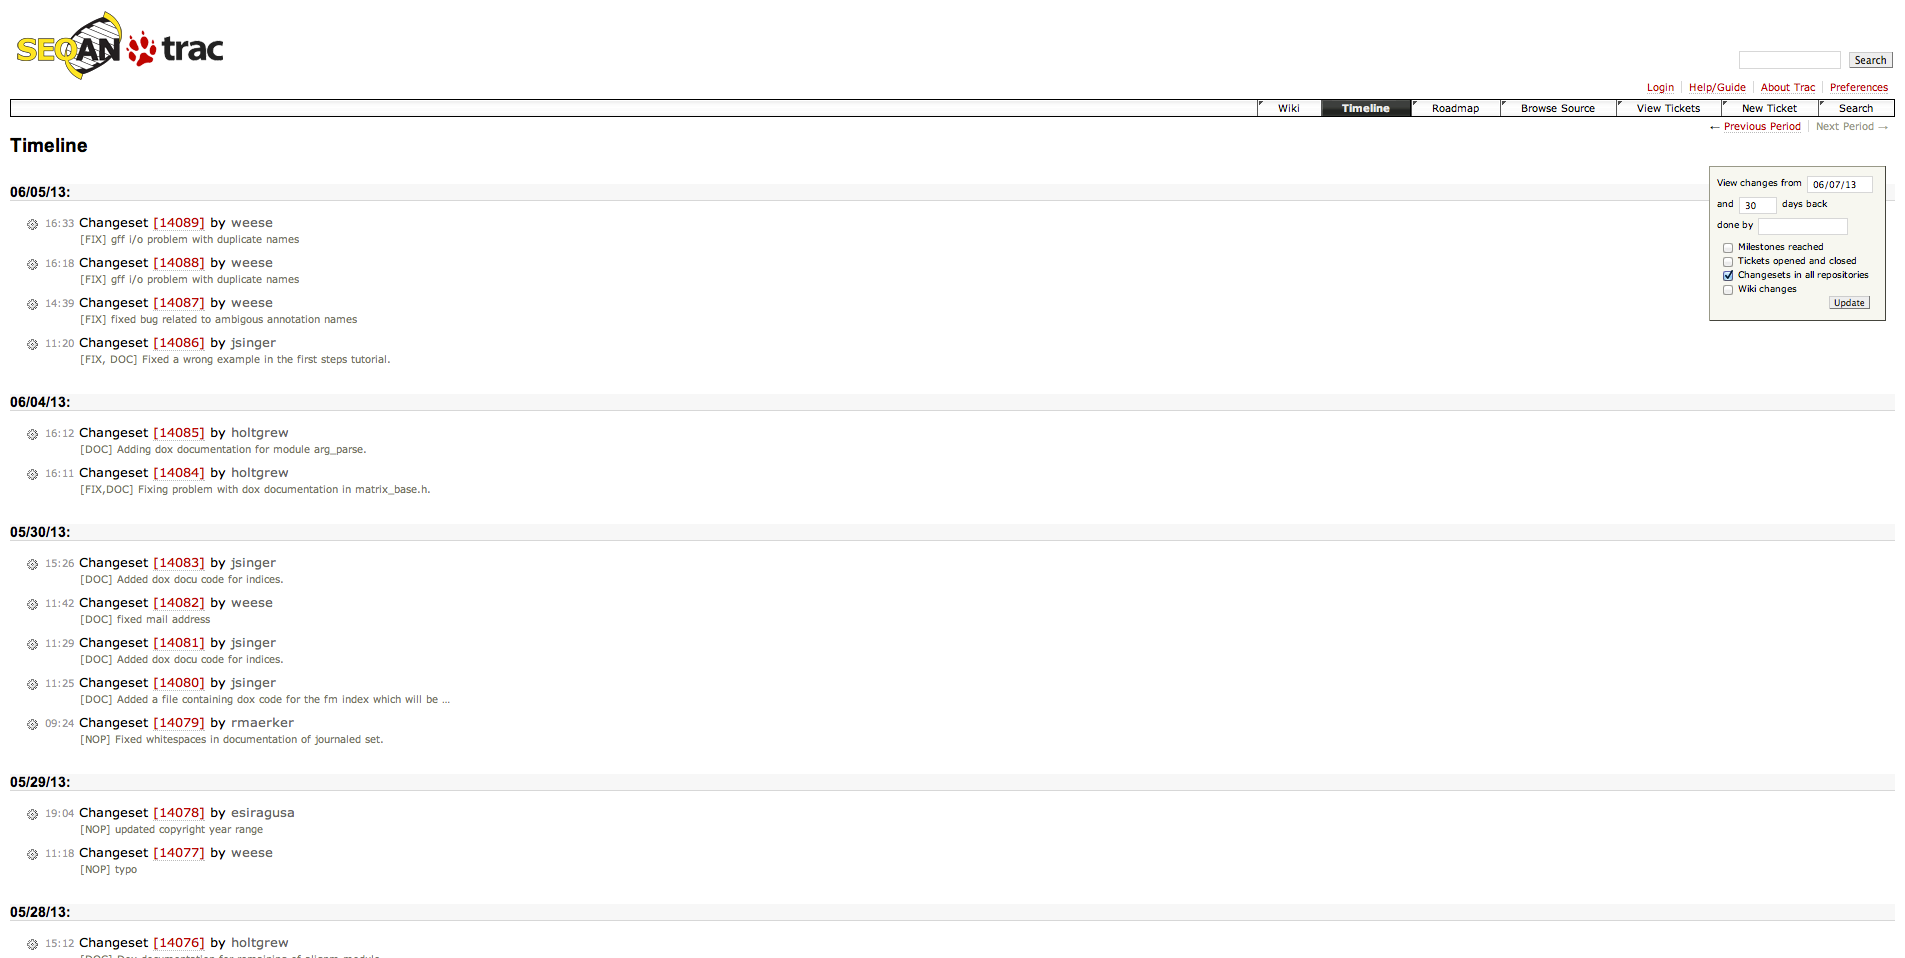 SEQAN trac
Search
Login Help/Guide About Trac Preferences
Wiki Timeline Roadmap Browse Source View Tickets New Ticket Search
← Previous Period Next Period →
Timeline
View changes from 06/07/13
and 30 days back
done by
Milestones reached
Tickets opened and closed
Changesets in all repositories
Wiki changes
Update
06/05/13:
16:33 Changeset [14089] by weese
[FIX] gff i/o problem with duplicate names
16:18 Changeset [14088] by weese
[FIX] gff i/o problem with duplicate names
14:39 Changeset [14087] by weese
[FIX] fixed bug related to ambigous annotation names
11:20 Changeset [14086] by jsinger
[FIX, DOC] Fixed a wrong example in the first steps tutorial.
06/04/13:
16:12 Changeset [14085] by holtgrew
[DOC] Adding dox documentation for module arg_parse.
16:11 Changeset [14084] by holtgrew
[FIX,DOC] Fixing problem with dox documentation in matrix_base.h.
05/30/13:
15:26 Changeset [14083] by jsinger
[DOC] Added dox docu code for indices.
11:42 Changeset [14082] by weese
[DOC] fixed mail address
11:29 Changeset [14081] by jsinger
[DOC] Added dox docu code for indices.
11:25 Changeset [14080] by jsinger
[DOC] Added a file containing dox code for the fm index which will be ...
09:24 Changeset [14079] by rmaerker
[NOP] Fixed whitespaces in documentation of journaled set.
05/29/13:
19:04 Changeset [14078] by esiragusa
[NOP] updated copyright year range
11:18 Changeset [14077] by weese
[NOP] typo
05/28/13:
15:12 Changeset [14076] by holtgrew